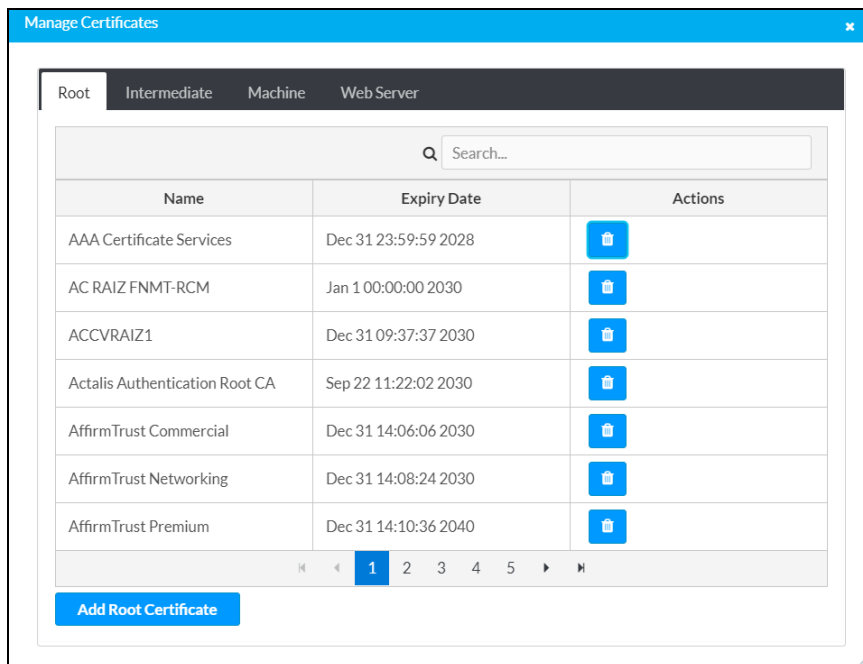 Manage Certificates
Root Intermediate Machine Web Server
Search...
Name Expiry Date Actions
AAA Certificate Services Dec 31 23:59:59 2028
AC RAIZ FNMT-RCM Jan 1 00:00:00 2030
ACCVRAIZ1 Dec 31 09:37:37 2030
Actalis Authentication Root CA Sep 22 11:22:02 2030
AffirmTrust Commercial Dec 31 14:06:06 2030
AffirmTrust Networking Dec 31 14:08:24 2030
AffirmTrust Premium Dec 31 14:10:36 2040
1 2 3 4 5
Add Root Certificate